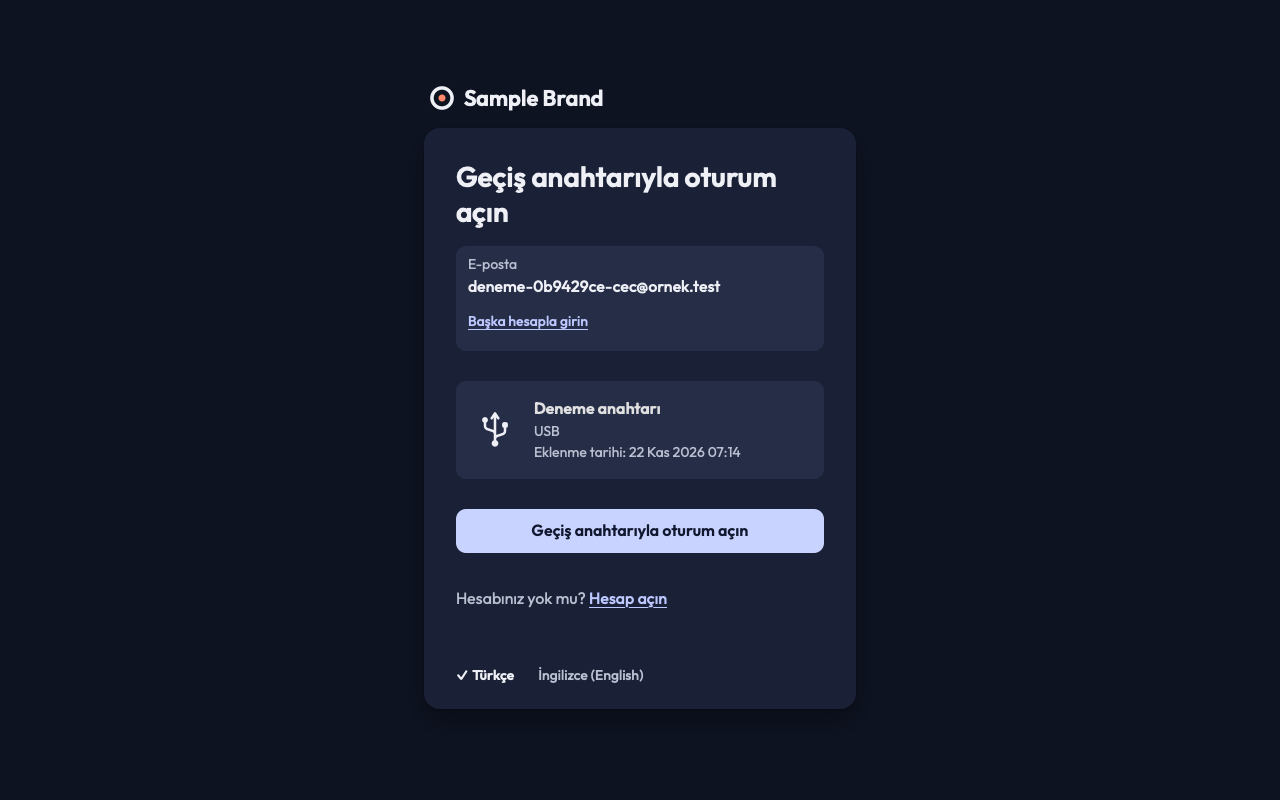 Sample Brand
Geçiş anahtarıyla oturum
açın
E-posta
deneme-0b9429ce-cec@ornek.test
Başka hesapla girin
Deneme anahtarı
USB
Eklenme tarihi: 22 Kas 2026 07:14
Geçiş anahtarıyla oturum açın
Hesabınız yok mu? Hesap açın
Türkçe İngilizce (English)